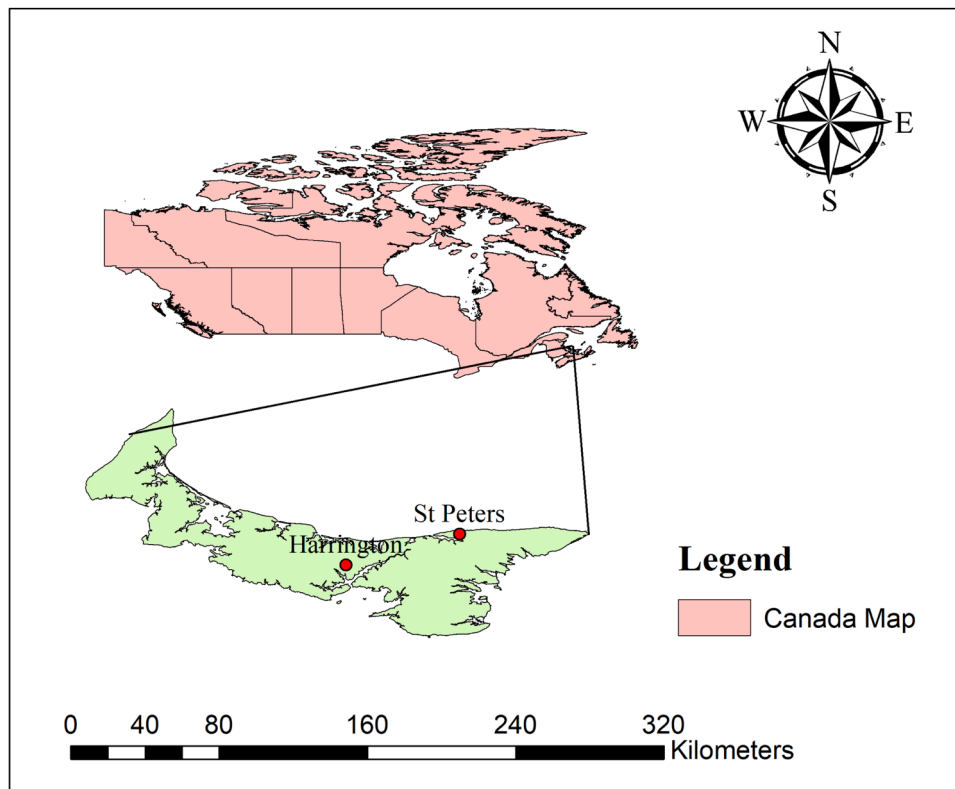 N
W E
S
St Peters
Harrington
Legend
Canada Map
0 40 80 160 240 320
Kilometers